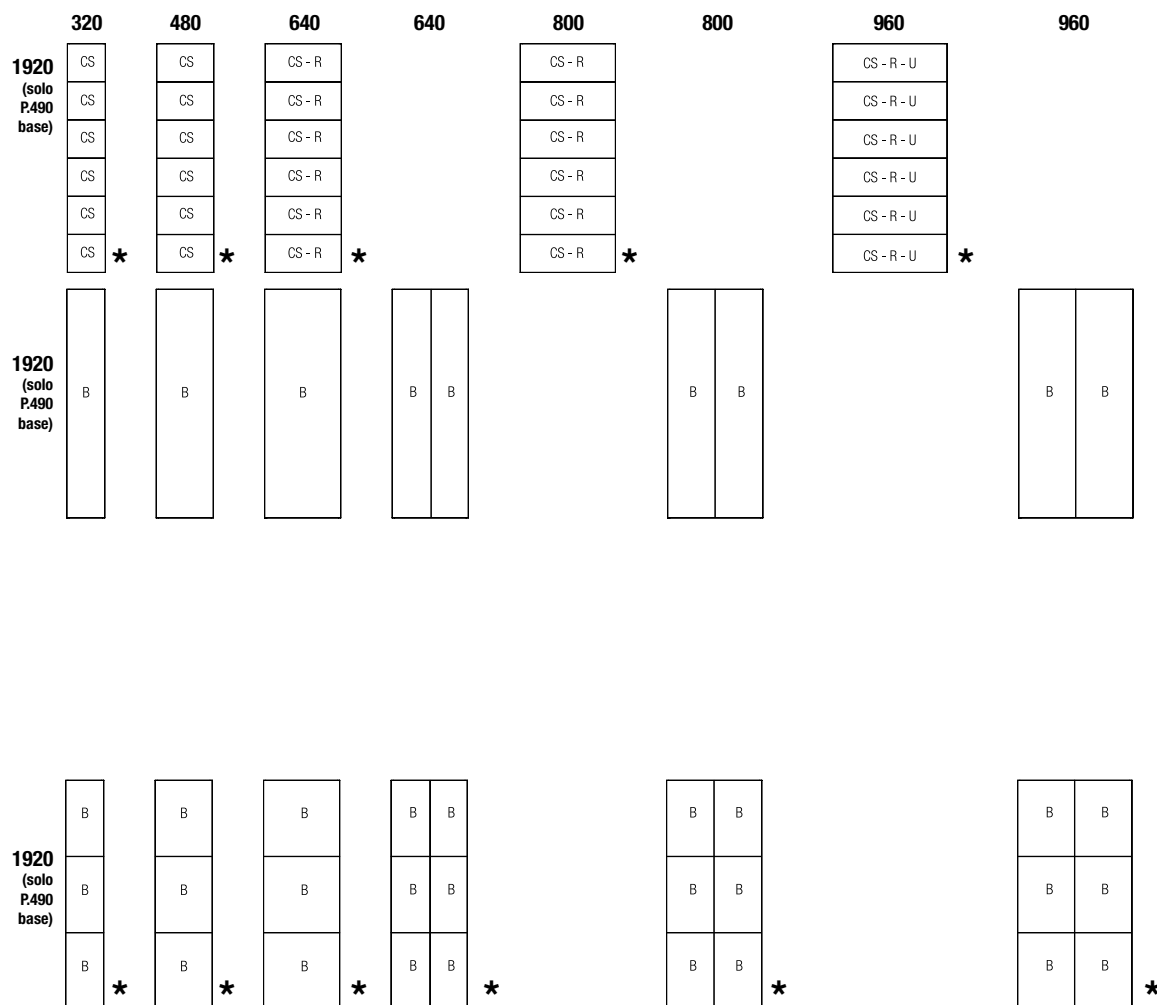 320 480 640 640 800 800 960 960
1920
(solo
P.490
base)
CS CS CS - R CS - R CS - R - U
CS CS CS - R CS - R CS - R - U
CS CS CS - R CS - R CS - R - U
CS CS CS - R CS - R CS - R - U
CS CS CS - R CS - R CS - R - U
CS * CS * CS - R * CS - R * CS - R - U *
1920
(solo
P.490
base)
B B B B B B B B B
1920
(solo
P.490
base)
B B B B B B B B B
B B B B B B B B B
B * B * B * B B * B B * B B *